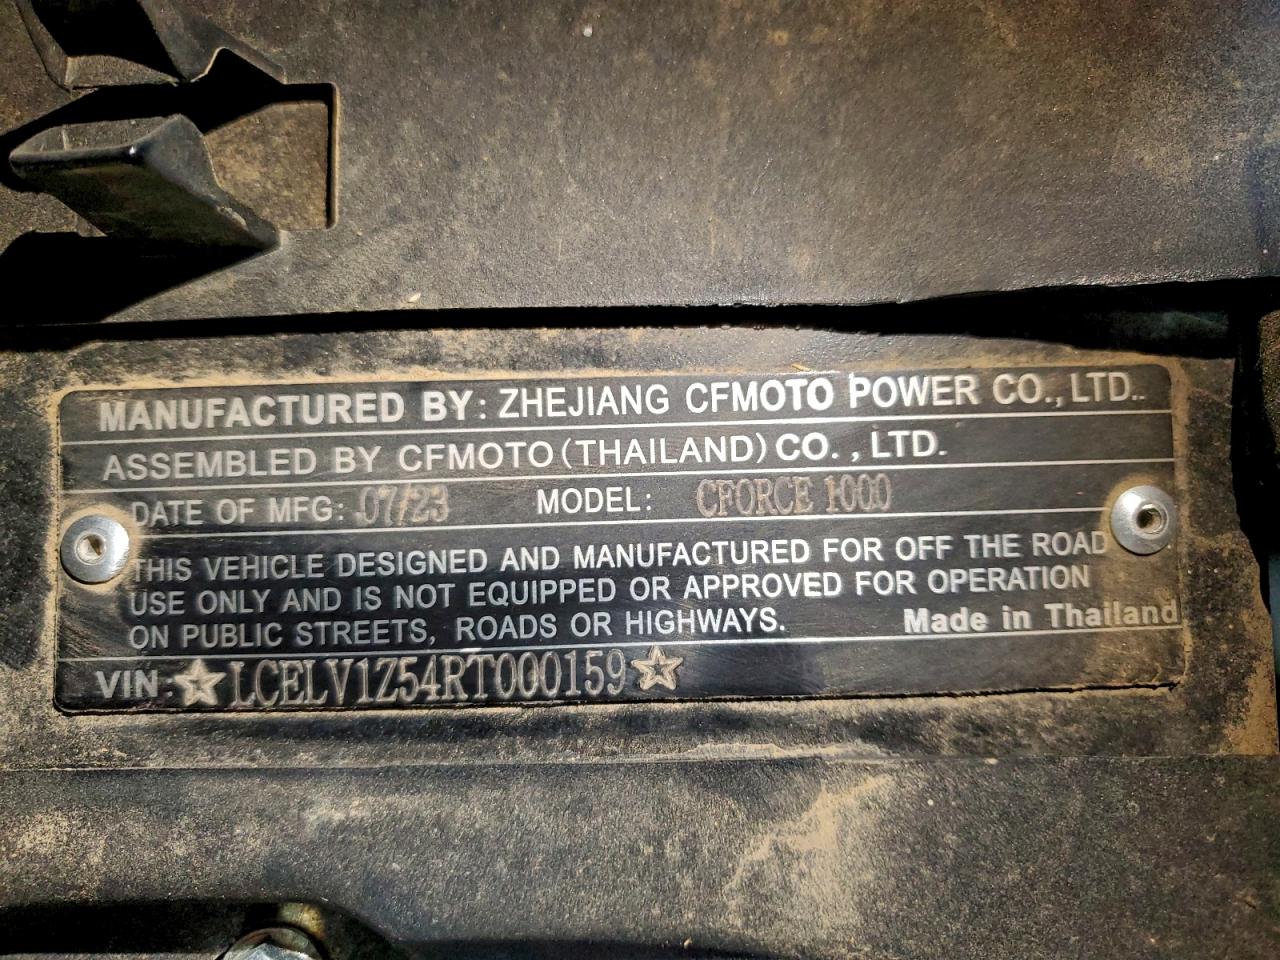 MANUFACTURED BY: ZHEJIANG CFMOTO POWER CO., LTD..
ASSEMBLED BY CFMOTO (THAILAND) CO., LTD.
DATE OF MFG: 07/23 MODEL: CFORCE 1000
THIS VEHICLE DESIGNED AND MANUFACTURED FOR OFF THE ROAD
USE ONLY AND IS NOT EQUIPPED OR APPROVED FOR OPERATION
ON PUBLIC STREETS, ROADS OR HIGHWAYS. Made in Thailand
VIN: ☆LCELV1Z54RT000159☆